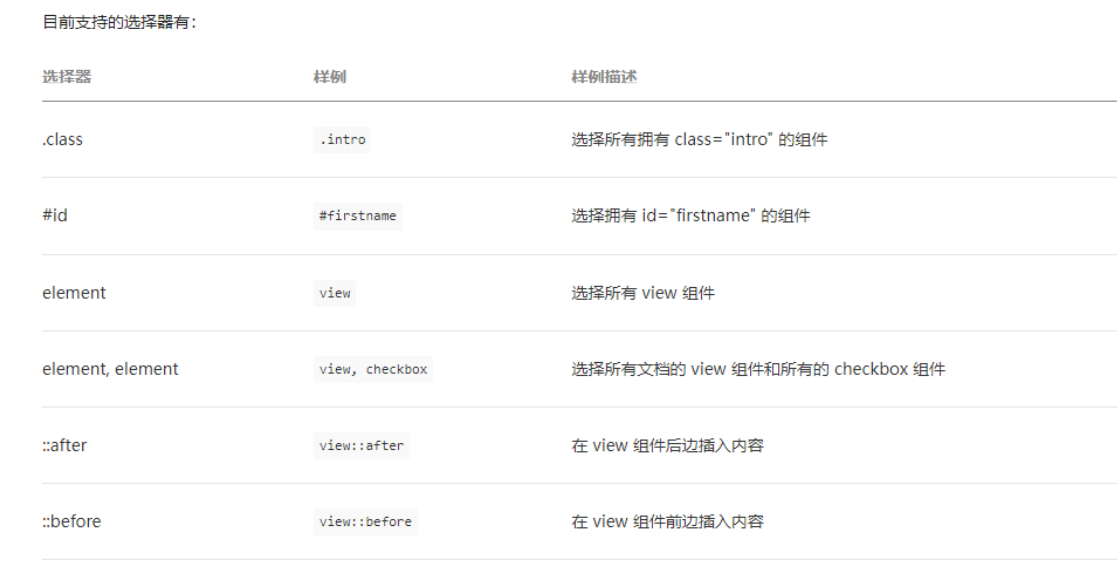 目前支持的选择器有：
选择器 样例 样例描述
.class .intro 选择所有拥有 class="intro" 的组件
#id #firstname 选择拥有 id="firstname" 的组件
element view 选择所有 view 组件
element, element view, checkbox 选择所有文档的 view 组件和所有的 checkbox 组件
::after view::after 在 view 组件后边插入内容
::before view::before 在 view 组件前边插入内容